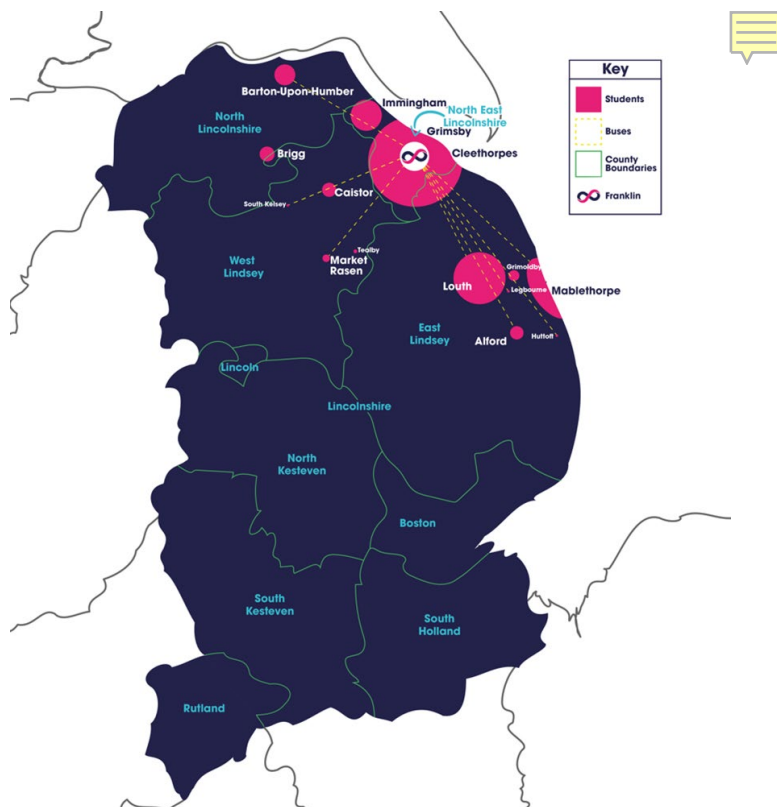 Key
Students
Buses
County
Boundaries
Franklin
Barton-Upon-Humber
Immingham
North East
Lincolnshire
North
Lincolnshire
Grimsby
Cleethorpes
Brigg
Caistor
South Kelsey
Tealby
Market
Rasen
West
Lindsey
Louth
Grimoldby
Legbourne
Mablethorpe
East
Lindsey
Alford
Huttoft
Lincoln
Lincolnshire
North
Kesteven
Boston
South
Kesteven
South
Holland
Rutland